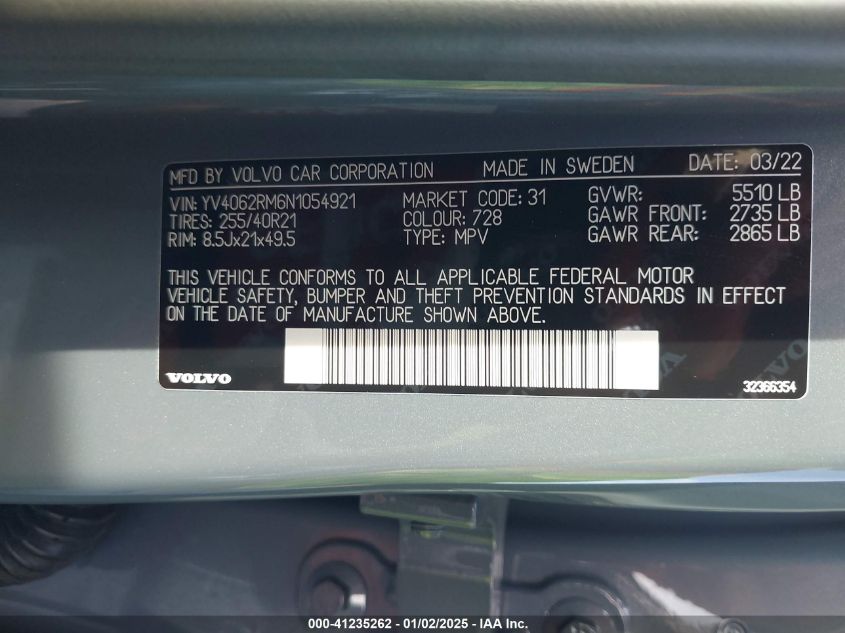 MFD BY VOLVO CAR CORPORATION MADE IN SWEDEN DATE: 03/22
VIN: YV4062RM6N1054921 MARKET CODE: 31 GVWR: 5510 LB
TIRES: 255/40R21 COLOUR: 728 GAWR FRONT: 2735 LB
RIM: 8.5Jx21x49.5 TYPE: MPV GAWR REAR: 2865 LB
THIS VEHICLE CONFORMS TO ALL APPLICABLE FEDERAL MOTOR
VEHICLE SAFETY, BUMPER AND THEFT PREVENTION STANDARDS IN EFFECT
ON THE DATE OF MANUFACTURE SHOWN ABOVE.
VOLVO 32366354
000-41235262 - 01/02/2025 - www.iaai.com